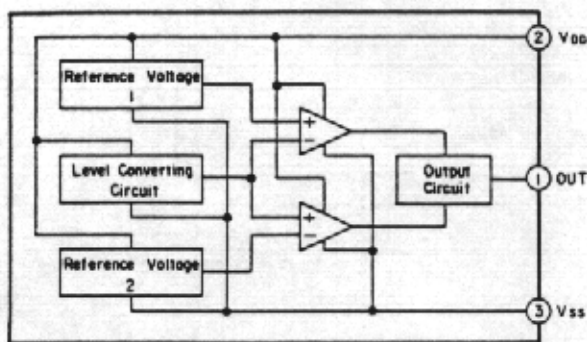 ② VDD
Reference Voltage
1
+
−
Level Converting
Circuit
Output
Circuit
① OUT
+
−
Reference Voltage
2
③ VSS